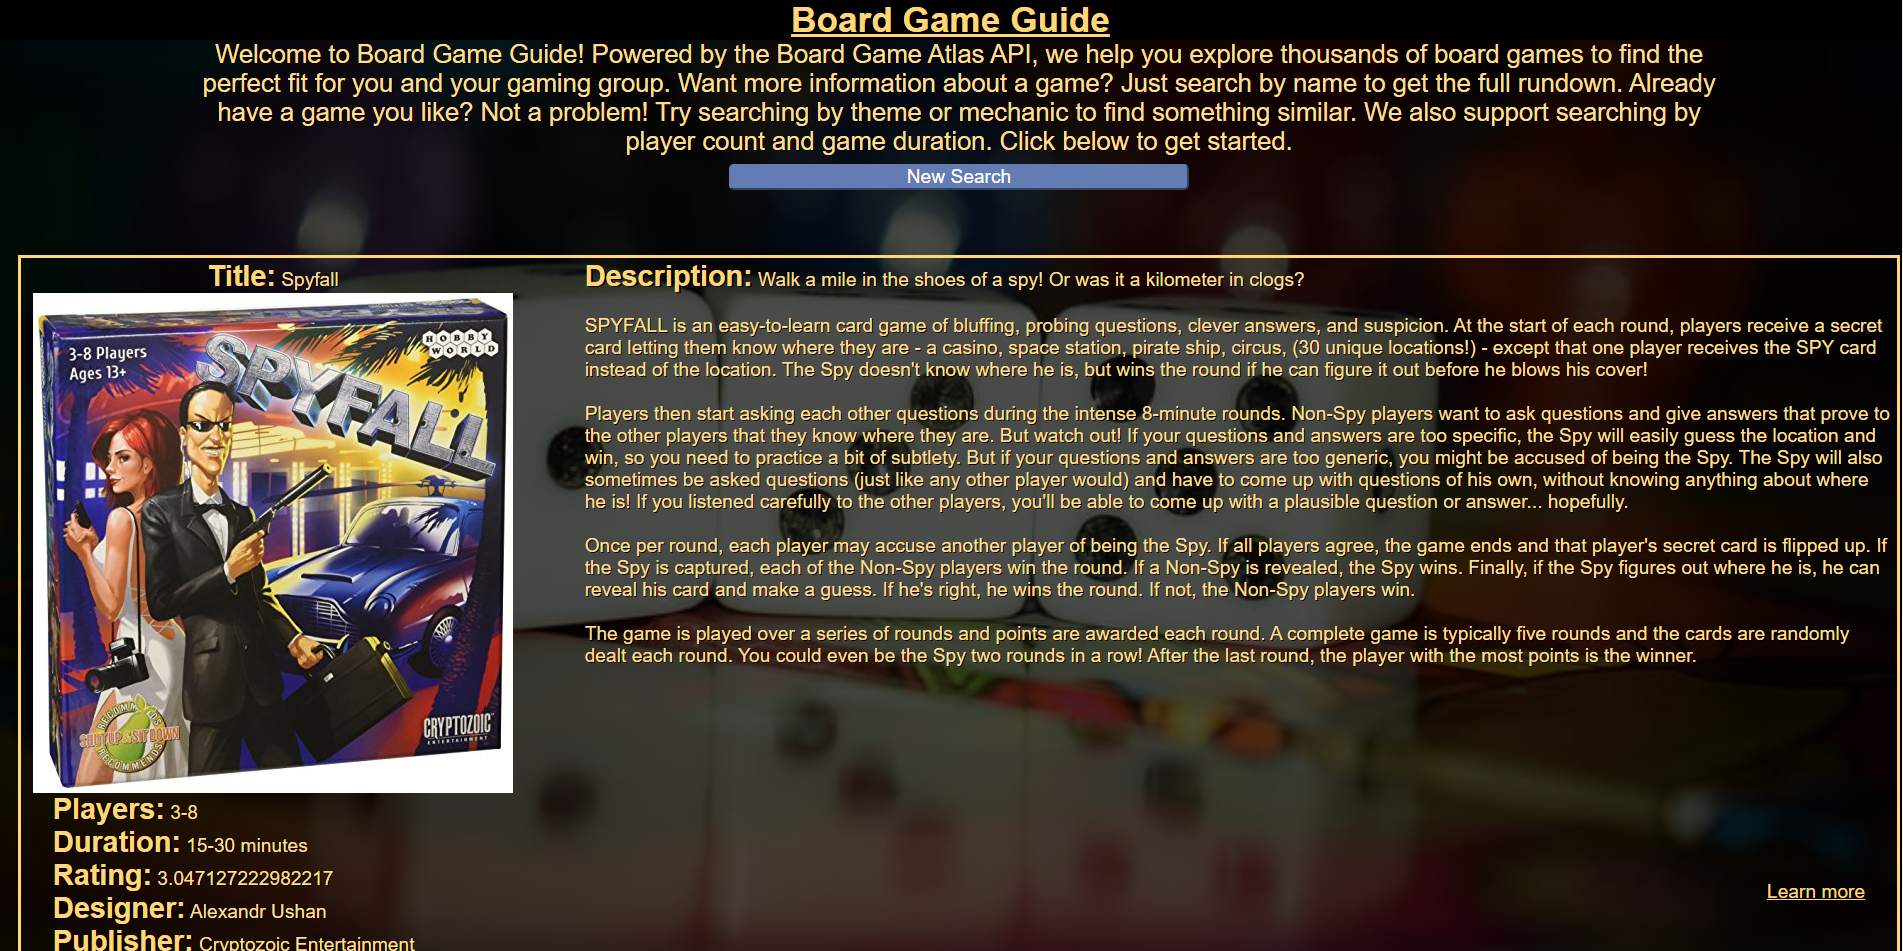 Board Game Guide
Welcome to Board Game Guide! Powered by the Board Game Atlas API, we help you explore thousands of board games to find the
perfect fit for you and your gaming group. Want more information about a game? Just search by name to get the full rundown. Already
have a game you like? Not a problem! Try searching by theme or mechanic to find something similar. We also support searching by
player count and game duration. Click below to get started.
New Search
Title: Spyfall
3-8 Players
Ages 13+
HOBBY
WORLD
SPYFALL
RECOMMENDS
SHUT UP & SIT DOWN
RECOMMENDS
CRYPTOZOIC
ENTERTAINMENT
Players: 3-8
Duration: 15-30 minutes
Rating: 3.047127222982217
Designer: Alexandr Ushan
Publisher: Cryptozoic Entertainment
Description: Walk a mile in the shoes of a spy! Or was it a kilometer in clogs?
SPYFALL is an easy-to-learn card game of bluffing, probing questions, clever answers, and suspicion. At the start of each round, players receive a secret
card letting them know where they are - a casino, space station, pirate ship, circus, (30 unique locations!) - except that one player receives the SPY card
instead of the location. The Spy doesn't know where he is, but wins the round if he can figure it out before he blows his cover!
Players then start asking each other questions during the intense 8-minute rounds. Non-Spy players want to ask questions and give answers that prove to
the other players that they know where they are. But watch out! If your questions and answers are too specific, the Spy will easily guess the location and
win, so you need to practice a bit of subtlety. But if your questions and answers are too generic, you might be accused of being the Spy. The Spy will also
sometimes be asked questions (just like any other player would) and have to come up with questions of his own, without knowing anything about where
he is! If you listened carefully to the other players, you'll be able to come up with a plausible question or answer... hopefully.
Once per round, each player may accuse another player of being the Spy. If all players agree, the game ends and that player's secret card is flipped up. If
the Spy is captured, each of the Non-Spy players win the round. If a Non-Spy is revealed, the Spy wins. Finally, if the Spy figures out where he is, he can
reveal his card and make a guess. If he's right, he wins the round. If not, the Non-Spy players win.
The game is played over a series of rounds and points are awarded each round. A complete game is typically five rounds and the cards are randomly
dealt each round. You could even be the Spy two rounds in a row! After the last round, the player with the most points is the winner.
Learn more